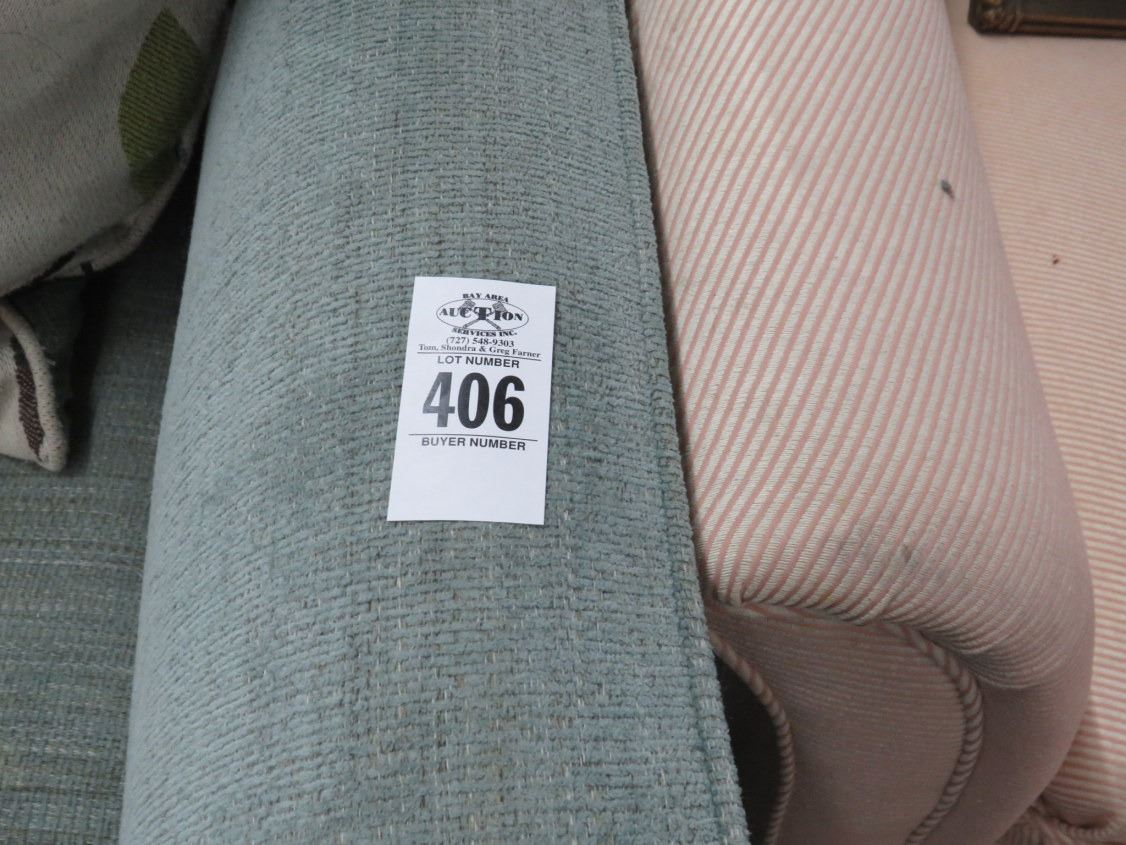 BAY AREA
AUCTION
SERVICES INC.
(727) 548-9303
Tom, Shondra & Greg Farner
LOT NUMBER
406
BUYER NUMBER